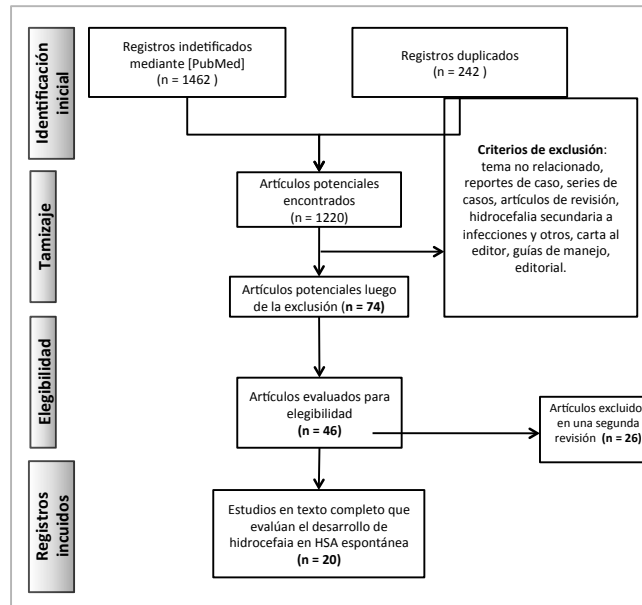 Identificación
inicial
Registros indetificados
mediante [PubMed]
(n = 1462 )
Registros duplicados
(n = 242 )
Criterios de exclusión:
tema no relacionado,
reportes de caso, series de
casos, artículos de revisión,
hidrocefalia secundaria a
infecciones y otros, carta al
editor, guías de manejo,
editorial.
Tamizaje
Artículos potenciales
encontrados
(n = 1220)
Artículos potenciales luego
de la exclusión (n = 74)
Elegibilidad
Artículos evaluados para
elegibilidad
(n = 46)
Artículos excluido
en una segunda
revisión (n = 26)
Registros
incuidos
Estudios en texto completo que
evalúan el desarrollo de
hidrocefaia en HSA espontánea
(n = 20)